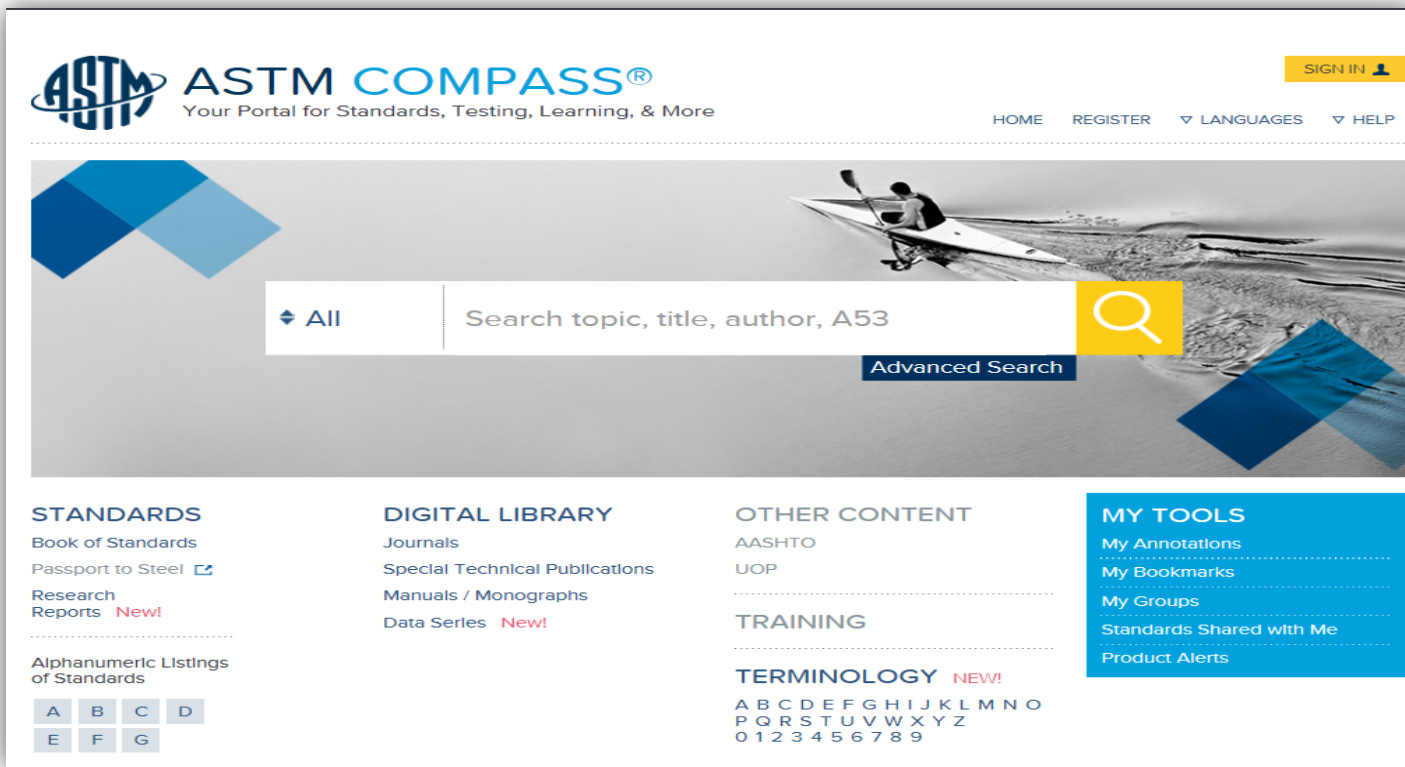 ASTM
ASTM COMPASS®
Your Portal for Standards, Testing, Learning, & More
SIGN IN
HOME REGISTER ▽ LANGUAGES ▽ HELP
All
Search topic, title, author, A53
Advanced Search
STANDARDS
Book of Standards
Passport to Steel
Research
Reports New!
Alphanumeric Listings
of Standards
A B C D
E F G
DIGITAL LIBRARY
Journals
Special Technical Publications
Manuals / Monographs
Data Series New!
OTHER CONTENT
AASHTO
UOP
TRAINING
TERMINOLOGY NEW!
A B C D E F G H I J K L M N O
P Q R S T U V W X Y Z
0 1 2 3 4 5 6 7 8 9
MY TOOLS
My Annotations
My Bookmarks
My Groups
Standards Shared with Me
Product Alerts